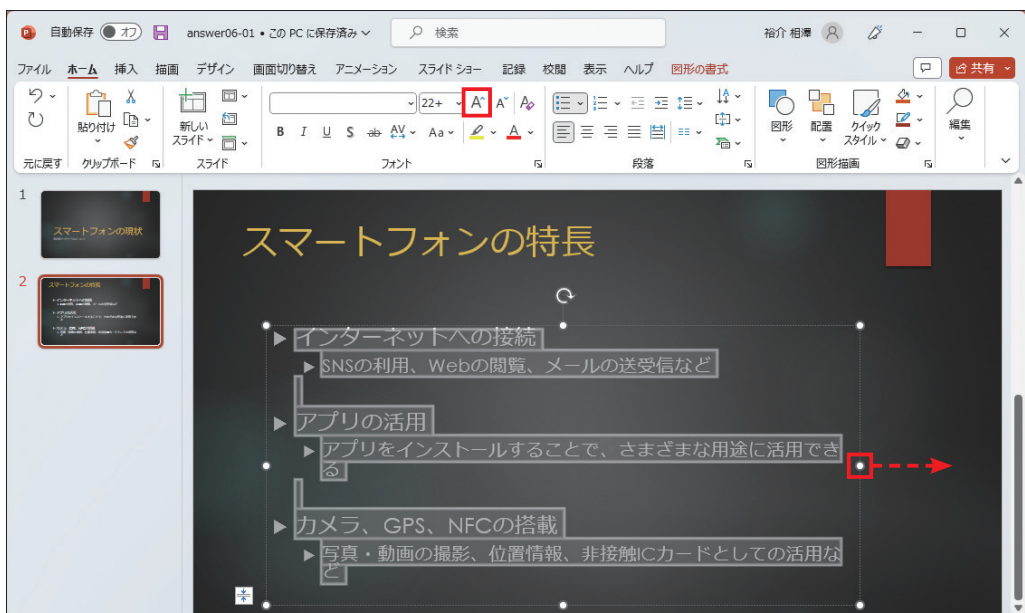 自動保存 オフ answer06-01 • この PC に保存済み 検索 裕介 相澤
ファイル ホーム 挿入 描画 デザイン 画面切り替え アニメーション スライド ショー 記録 校閲 表示 ヘルプ 図形の書式 共有
貼り付け 新しい スライド 22+ A A A B I U S ab AV Aa A 図形 配置 クイック スタイル 編集
元に戻す クリップボード スライド フォント 段落 図形描画
1
スマートフォンの現状
2
スマートフォンの特長
スマートフォンの特長
インターネットへの接続
SNSの利用、Webの閲覧、メールの送受信など
アプリの活用
アプリをインストールすることで、さまざまな用途に活用でき
る
カメラ、GPS、NFCの搭載
写真・動画の撮影、位置情報、非接触ICカードとしての活用な
ど